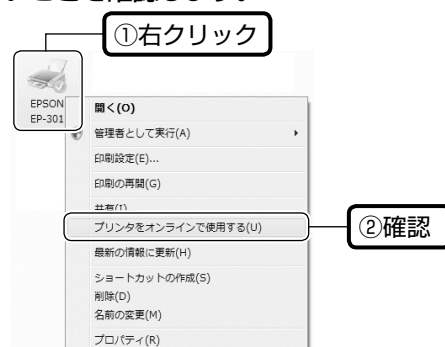 ①右クリック
EPSON
EP-301
開く(O)
管理者として実行(A)
印刷設定(E)...
印刷の再開(G)
共有(T)
プリンタをオンラインで使用する(U)
②確認
最新の情報に更新(H)
ショートカットの作成(S)
削除(D)
名前の変更(M)
プロパティ(R)